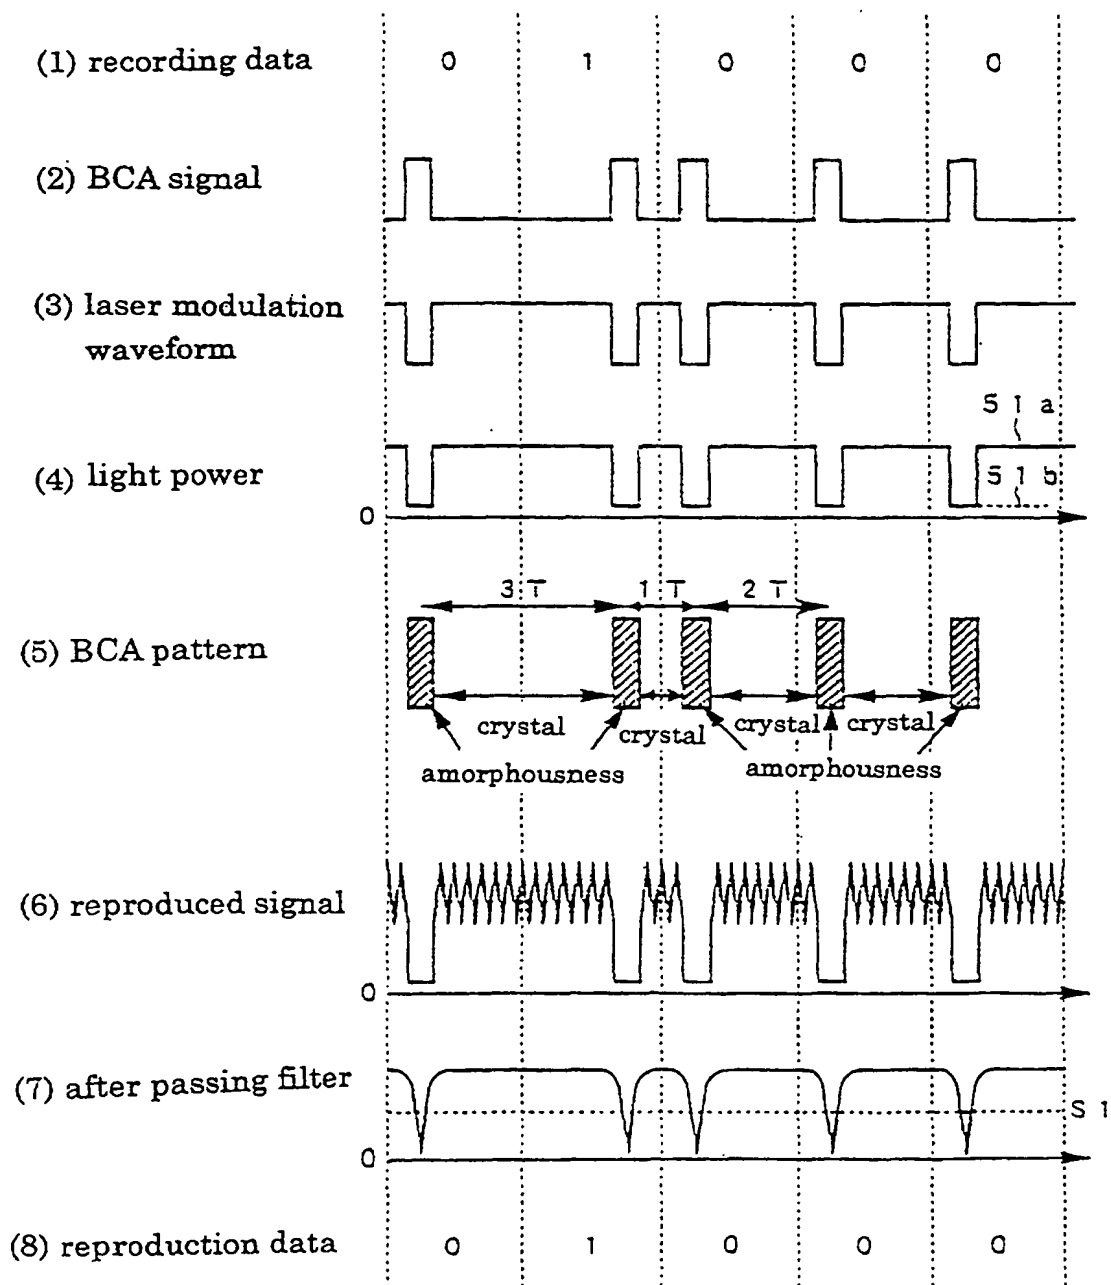 (1) recording data 0 1 0 0 0
(2) BCA signal
(3) laser modulation
waveform
S1a
(4) light power
S1b
0
3T 1T 2T
(5) BCA pattern
crystal crystal crystal crystal
amorphousness amorphousness
(6) reproduced signal
0
(7) after passing filter
S1
0
(8) reproduction data 0 1 0 0 0